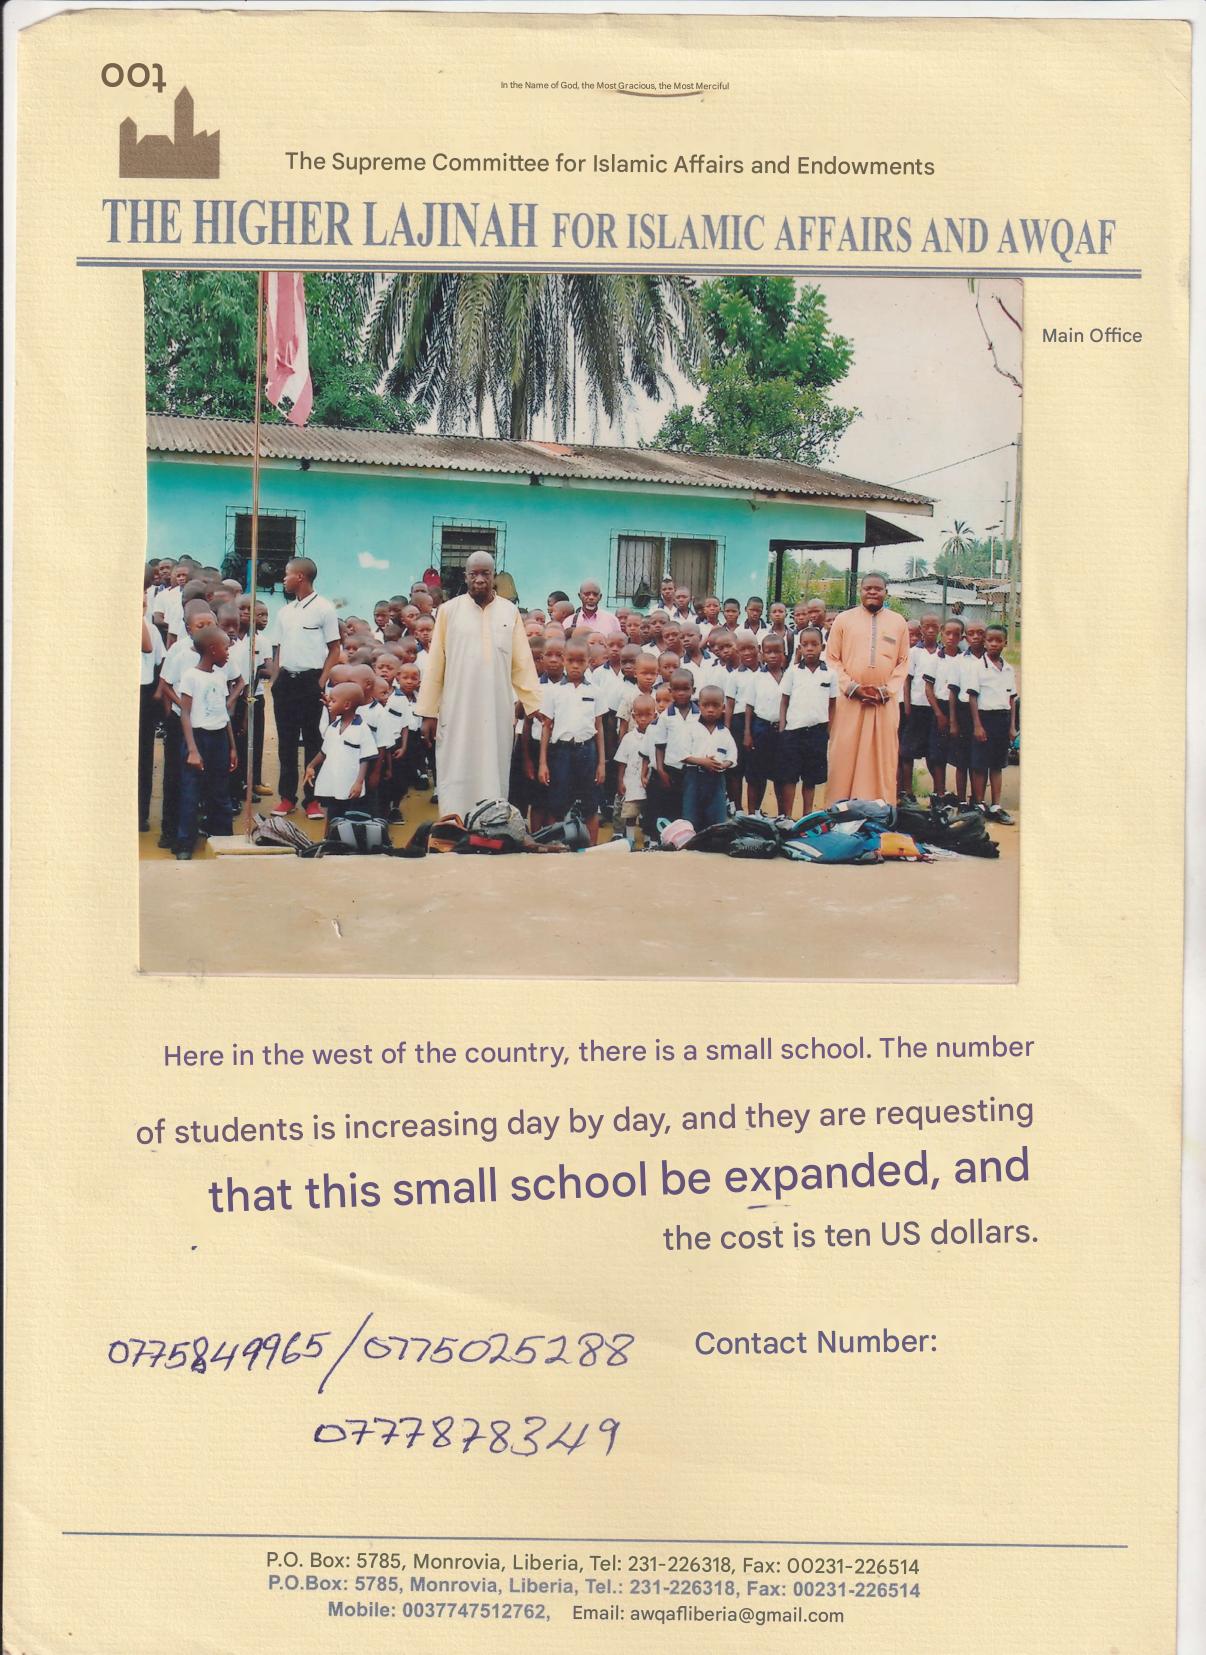 too
In the Name of God, the Most Gracious, the Most Merciful
The Supreme Committee for Islamic Affairs and Endowments
THE HIGHER LAJINAH FOR ISLAMIC AFFAIRS AND AWQAF
Main Office
Here in the west of the country, there is a small school. The number
of students is increasing day by day, and they are requesting
that this small school be expanded, and
the cost is ten US dollars.
0775849965/0775025288 Contact Number:
0777878349
P.O. Box: 5785, Monrovia, Liberia, Tel: 231-226318, Fax: 00231-226514
P.O.Box: 5785, Monrovia, Liberia, Tel.: 231-226318, Fax: 00231-226514
Mobile: 0037747512762, Email: awqafliberia@gmail.com